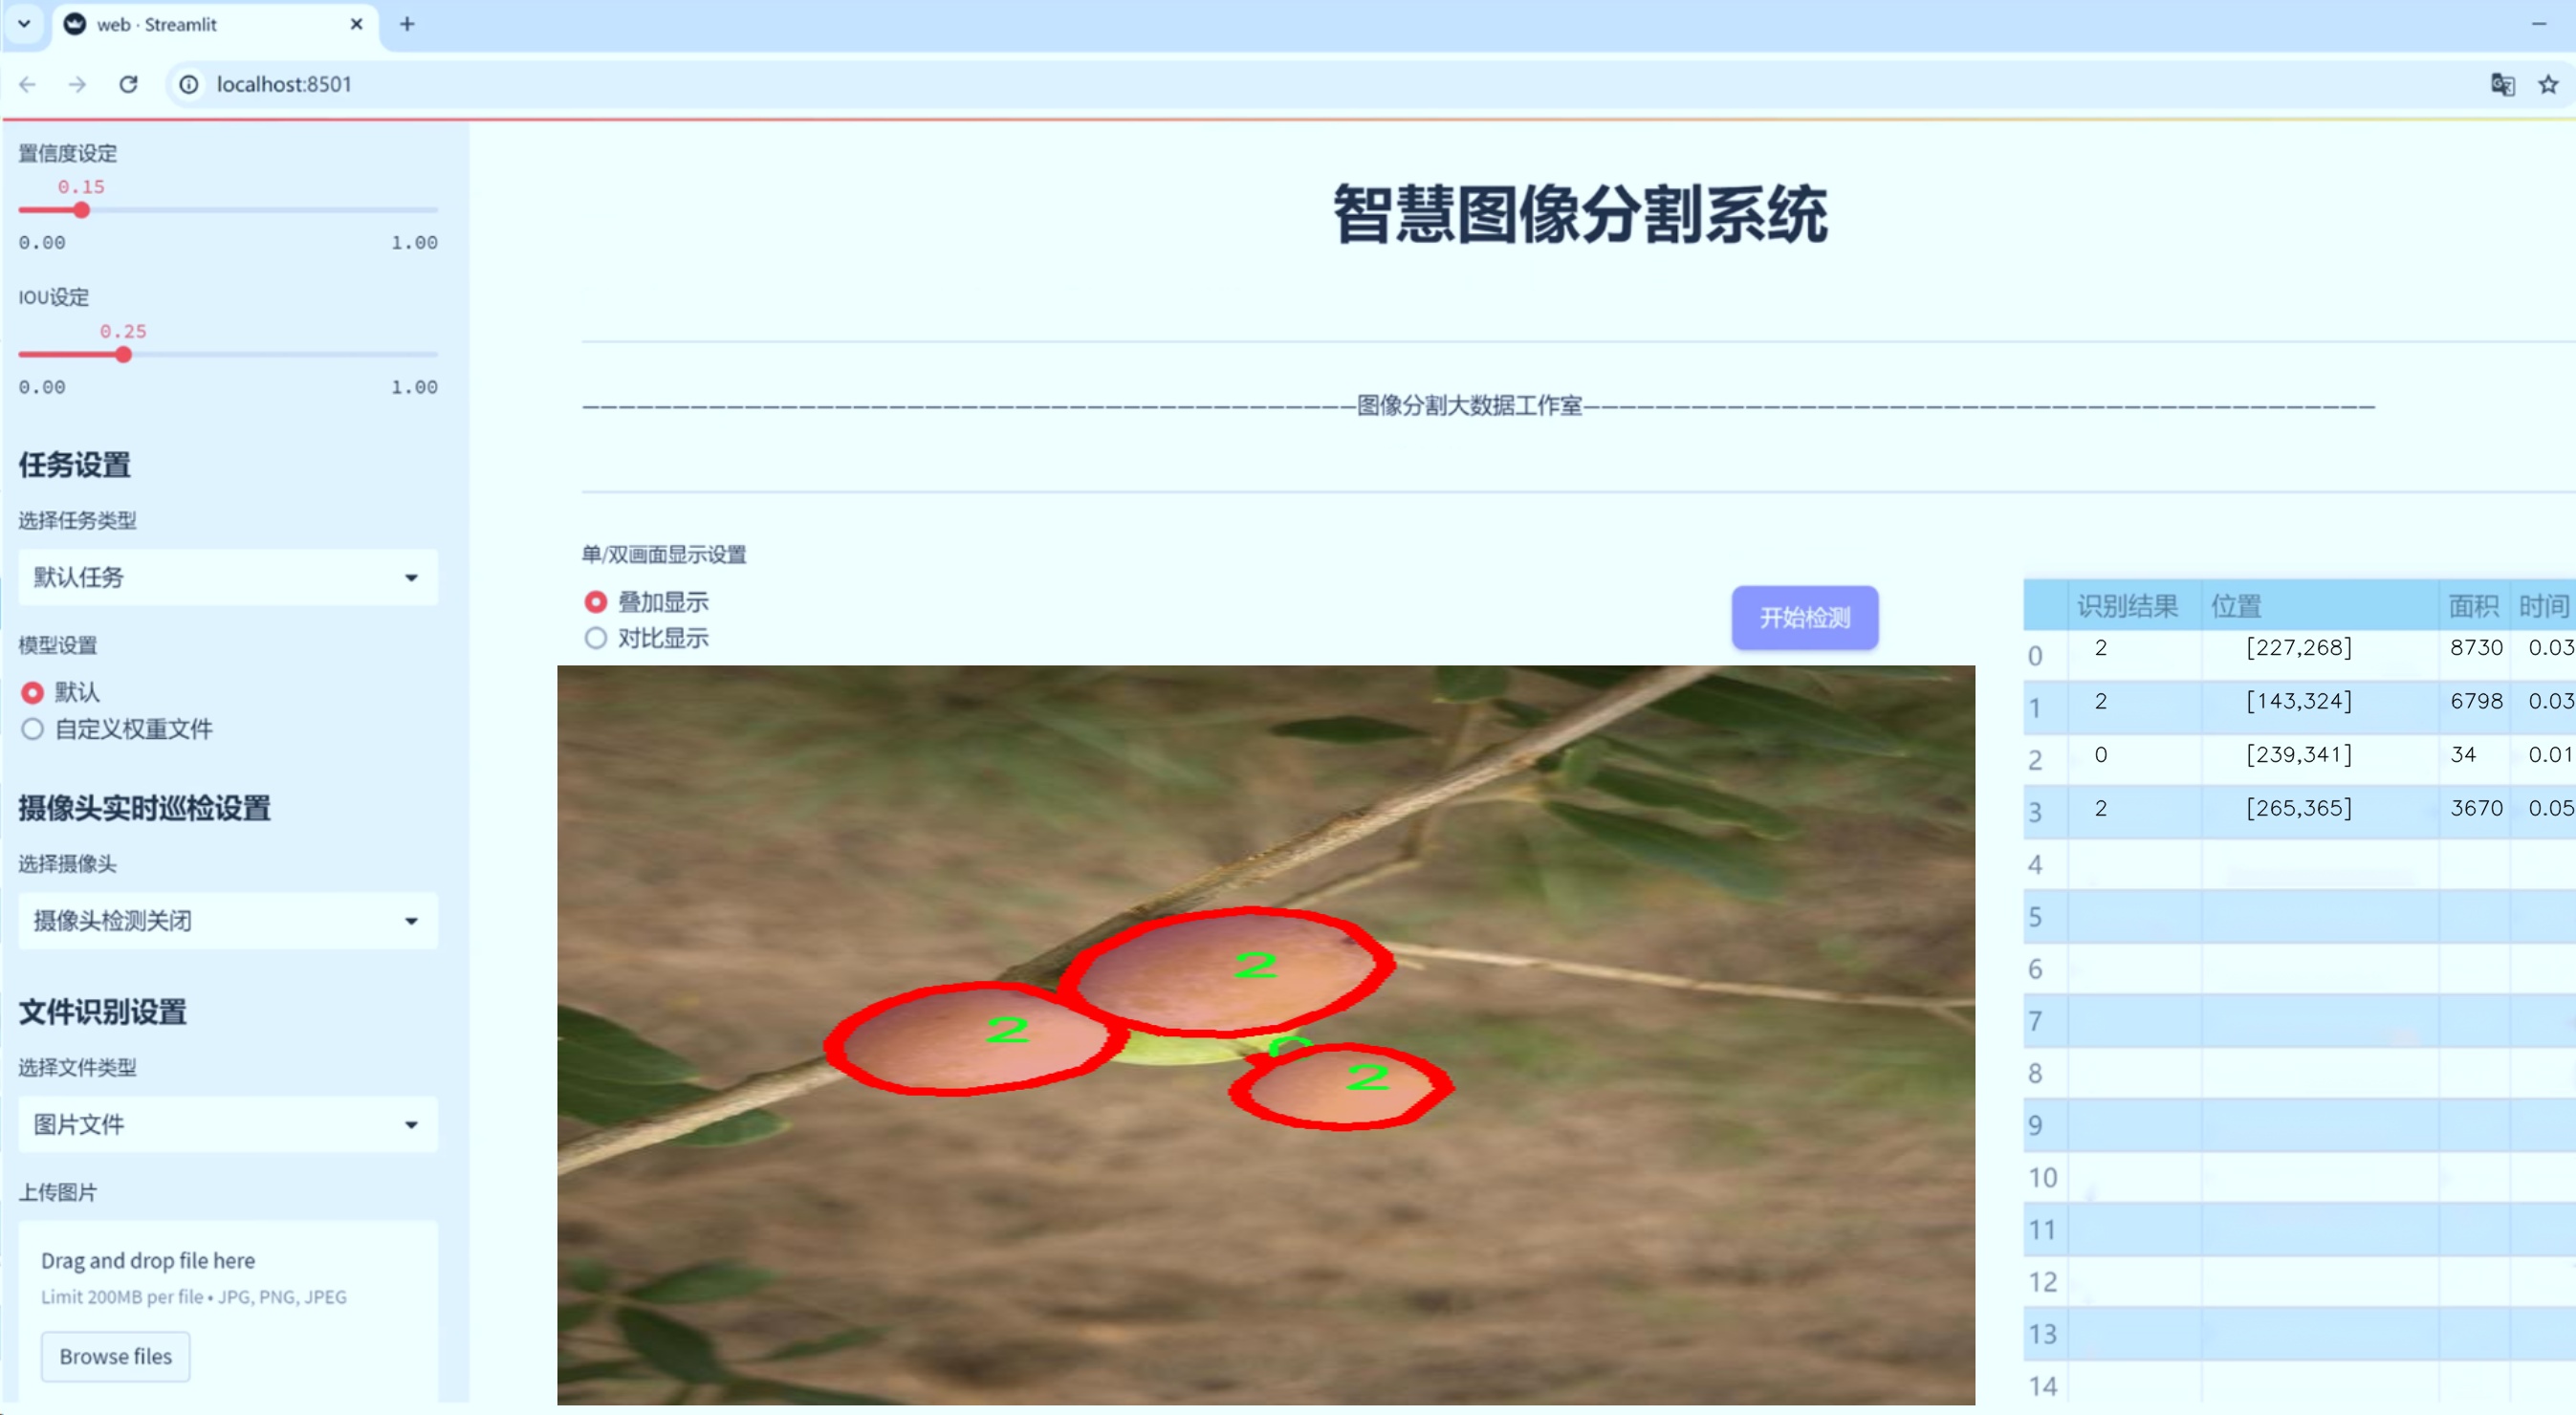 web · Streamlit
localhost:8501
置信度设定
0.15
0.00 1.00
IOU设定
0.25
0.00 1.00
任务设置
选择任务类型
默认任务
模型设置
默认
自定义权重文件
摄像头实时巡检设置
选择摄像头
摄像头检测关闭
文件识别设置
选择文件类型
图片文件
上传图片
Drag and drop file here
Limit 200MB per file • JPG, PNG, JPEG
Browse files
智慧图像分割系统
———————————————————————————————————————————图像分割大数据工作室————————————————————————————————————————————
单/双画面显示设置
叠加显示
对比显示
开始检测
2
2
2
识别结果 位置 面积 时间
0 2 [227,268] 8730 0.03
1 2 [143,324] 6798 0.03
2 0 [239,341] 34 0.01
3 2 [265,365] 3670 0.05
4
5
6
7
8
9
10
11
12
13
14